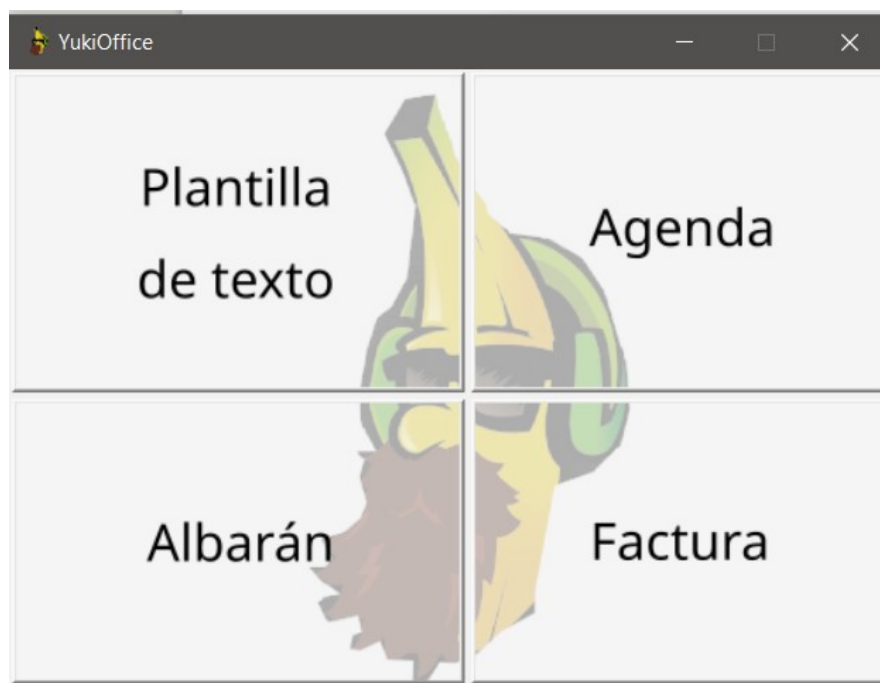 YukiOffice
Plantilla
de texto
Agenda
Albarán
Factura